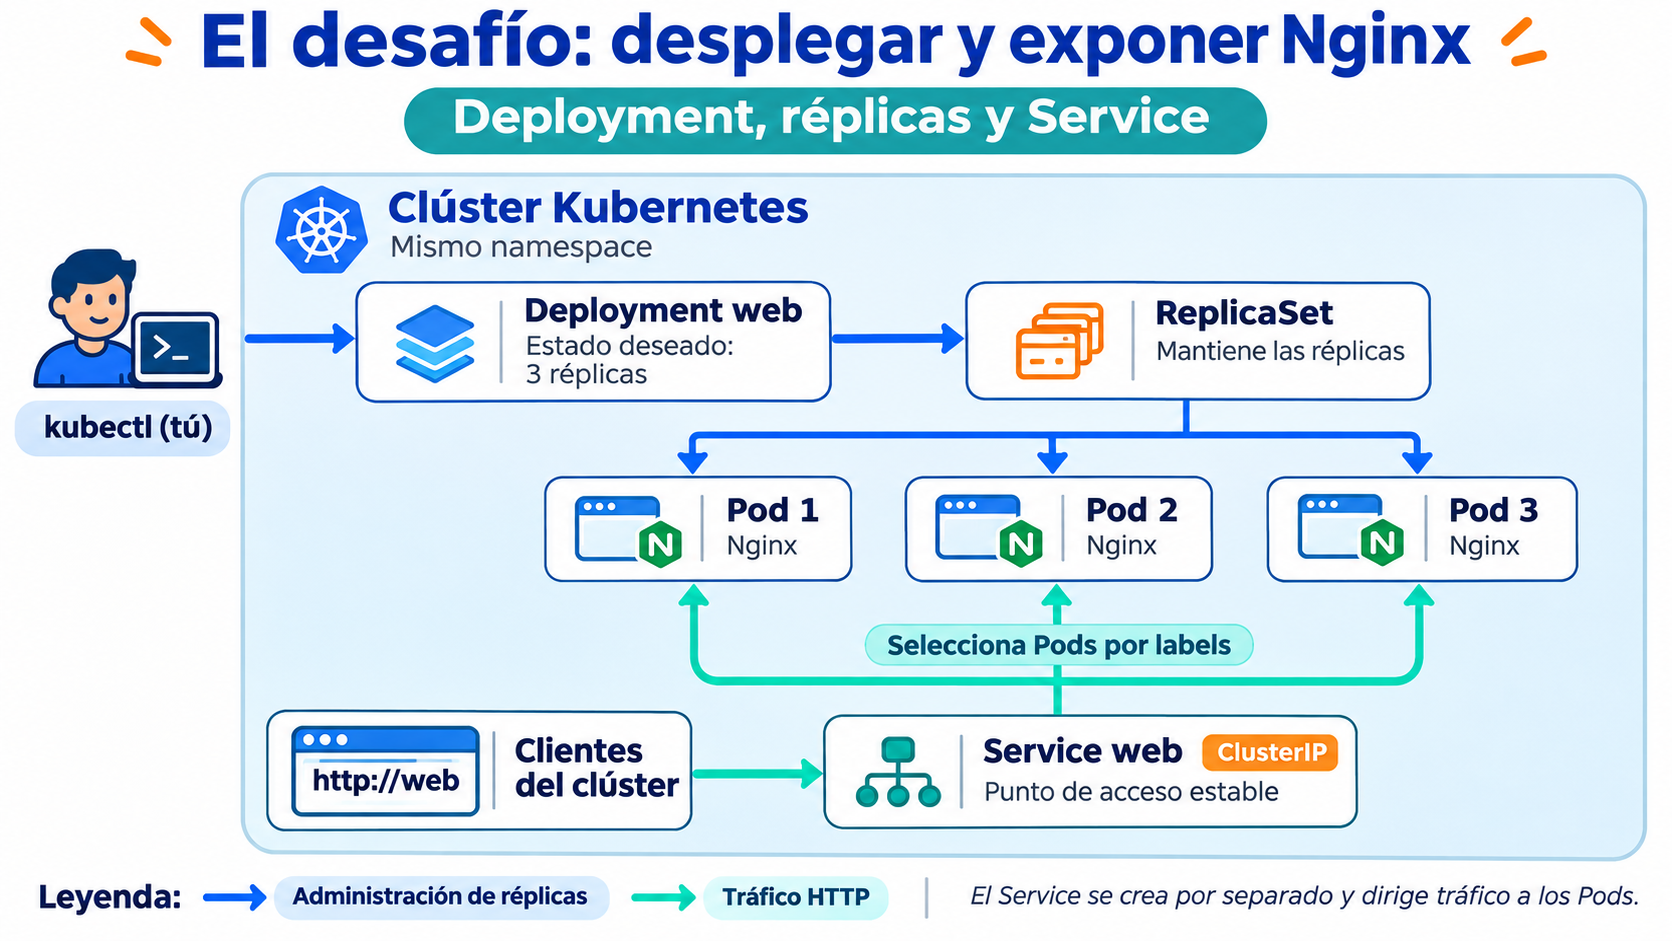 El desafío: desplegar y exponer Nginx
Deployment, réplicas y Service
Clúster Kubernetes
Mismo namespace
kubectl (tú)
>_
Deployment web
Estado deseado:
3 réplicas
ReplicaSet
Mantiene las réplicas
N
Pod 1
Nginx
N
Pod 2
Nginx
N
Pod 3
Nginx
Selecciona Pods por labels
http://web
Clientes
del clúster
Service web
ClusterIP
Punto de acceso estable
Leyenda:
Administración de réplicas
Tráfico HTTP
El Service se crea por separado y dirige tráfico a los Pods.